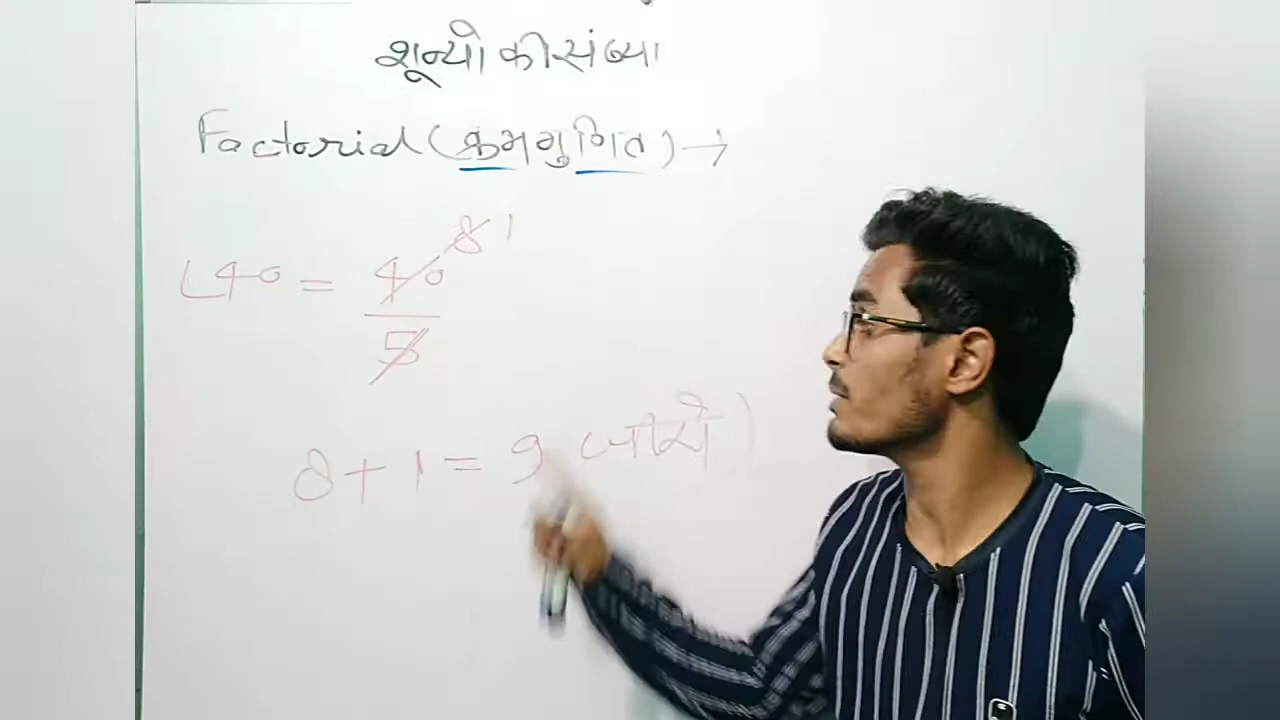 शून्यो की संख्या
Factorial (क्रमगुणित) →
∟40 = 40/5 8 1
8 + 1 = 9